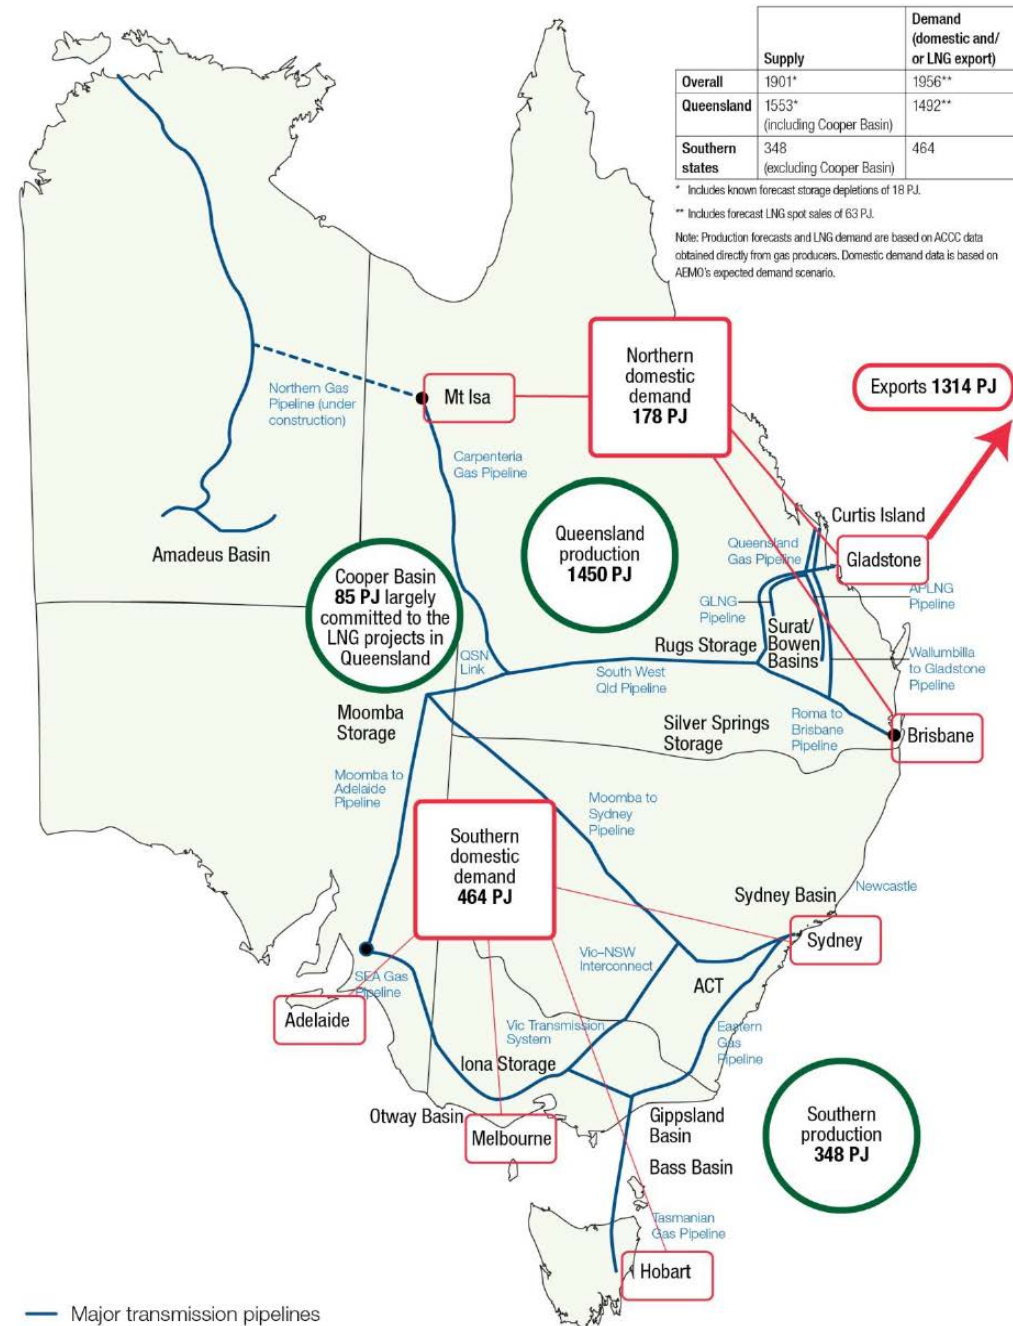 Supply
Demand
(domestic and/
or LNG export)
Overall
1901*
1956**
Queensland
1553*
(including Cooper Basin)
1492**
Southern
states
348
(excluding Cooper Basin)
464
* Includes known forecast storage depletions of 18 PJ.
** Includes forecast LNG spot sales of 63 PJ.
Note: Production forecasts and LNG demand are based on ACCC data
obtained directly from gas producers. Domestic demand data is based on
AEMO's expected demand scenario.
Northern
domestic
demand
178 PJ
Exports 1314 PJ
Mt Isa
Northern Gas
Pipeline (under
construction)
Carpenteria
Gas Pipeline
Curtis Island
Queensland
production
1450 PJ
Queensland
Gas Pipeline
Gladstone
Amadeus Basin
Cooper Basin
85 PJ largely
committed to the
LNG projects in
Queensland
APLNG
Pipeline
GLNG
Pipeline
Surat/
Bowen
Basins
Rugs Storage
QSN
Link
South West
Qld Pipeline
Wallumbilla
to Gladstone
Pipeline
Moomba
Storage
Silver Springs
Storage
Roma to
Brisbane
Pipeline
Brisbane
Moomba to
Adelaide
Pipeline
Moomba to
Sydney
Pipeline
Southern
domestic
demand
464 PJ
Newcastle
Sydney Basin
Sydney
Vic–NSW
Interconnect
SEA Gas
Pipeline
ACT
Adelaide
Vic Transmission
System
Eastern
Gas
Pipeline
Iona Storage
Otway Basin
Melbourne
Gippsland
Basin
Bass Basin
Southern
production
348 PJ
Tasmanian
Gas Pipeline
Hobart
Major transmission pipelines